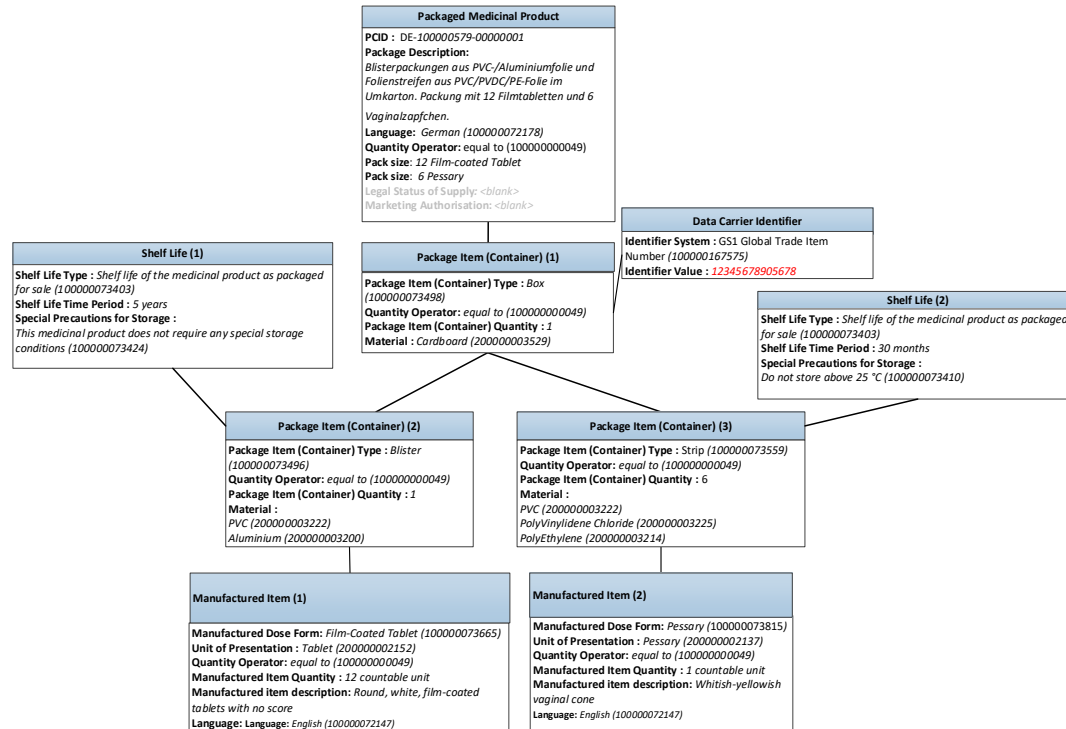 Packaged Medicinal Product
PCID : DE-100000579-00000001
Package Description:
Blisterpackungen aus PVC-/Aluminiumfolie und
Folienstreifen aus PVC/PVDC/PE-Folie im
Umkarton. Packung mit 12 Filmtabletten und 6
Vaginalzapfchen.
Language: German (100000072178)
Quantity Operator: equal to (100000000049)
Pack size: 12 Film-coated Tablet
Pack size: 6 Pessary
Legal Status of Supply: <blank>
Marketing Authorisation: <blank>
Data Carrier Identifier
Identifier System : GS1 Global Trade Item
Number (100000167575)
Identifier Value : 12345678905678
Shelf Life (1)
Shelf Life Type : Shelf life of the medicinal product as packaged
for sale (100000073403)
Shelf Life Time Period : 5 years
Special Precautions for Storage :
This medicinal product does not require any special storage
conditions (100000073424)
Package Item (Container) (1)
Package Item (Container) Type : Box
(100000073498)
Quantity Operator: equal to (100000000049)
Package Item (Container) Quantity : 1
Material : Cardboard (200000003529)
Shelf Life (2)
Shelf Life Type : Shelf life of the medicinal product as packaged
for sale (100000073403)
Shelf Life Time Period : 30 months
Special Precautions for Storage :
Do not store above 25 °C (100000073410)
Package Item (Container) (2)
Package Item (Container) Type : Blister
(100000073496)
Quantity Operator: equal to (100000000049)
Package Item (Container) Quantity : 1
Material :
PVC (200000003222)
Aluminium (200000003200)
Package Item (Container) (3)
Package Item (Container) Type : Strip (100000073559)
Quantity Operator: equal to (100000000049)
Package Item (Container) Quantity : 6
Material :
PVC (200000003222)
PolyVinylidene Chloride (200000003225)
PolyEthylene (200000003214)
Manufactured Item (1)
Manufactured Dose Form: Film-Coated Tablet (100000073665)
Unit of Presentation : Tablet (200000002152)
Quantity Operator: equal to (100000000049)
Manufactured Item Quantity : 12 countable unit
Manufactured item description: Round, white, film-coated
tablets with no score
Language: Language: English (100000072147)
Manufactured Item (2)
Manufactured Dose Form: Pessary (100000073815)
Unit of Presentation : Pessary (200000002137)
Quantity Operator: equal to (100000000049)
Manufactured Item Quantity : 1 countable unit
Manufactured item description: Whitish-yellowish
vaginal cone
Language: English (100000072147)